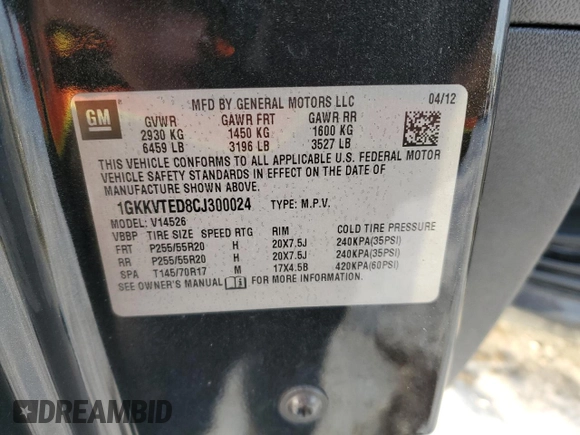 MFD BY GENERAL MOTORS LLC 04/12
GM
GVWR GAWR FRT GAWR RR
2930 KG 1450 KG 1600 KG
6459 LB 3196 LB 3527 LB
THIS VEHICLE CONFORMS TO ALL APPLICABLE U.S. FEDERAL MOTOR
VEHICLE SAFETY STANDARDS IN EFFECT ON THE DATE OF
MANUFACTURE SHOWN ABOVE.
1GKKVTED8CJ300024 TYPE: M.P.V.
MODEL: V14526
VBBP TIRE SIZE SPEED RTG RIM COLD TIRE PRESSURE
FRT P255/55R20 H 20X7.5J 240KPA(35PSI)
RR P255/55R20 H 20X7.5J 240KPA(35PSI)
SPA T145/70R17 M 17X4.5B 420KPA(60PSI)
SEE OWNER'S MANUAL FOR MORE INFORMATION
DREAMBID